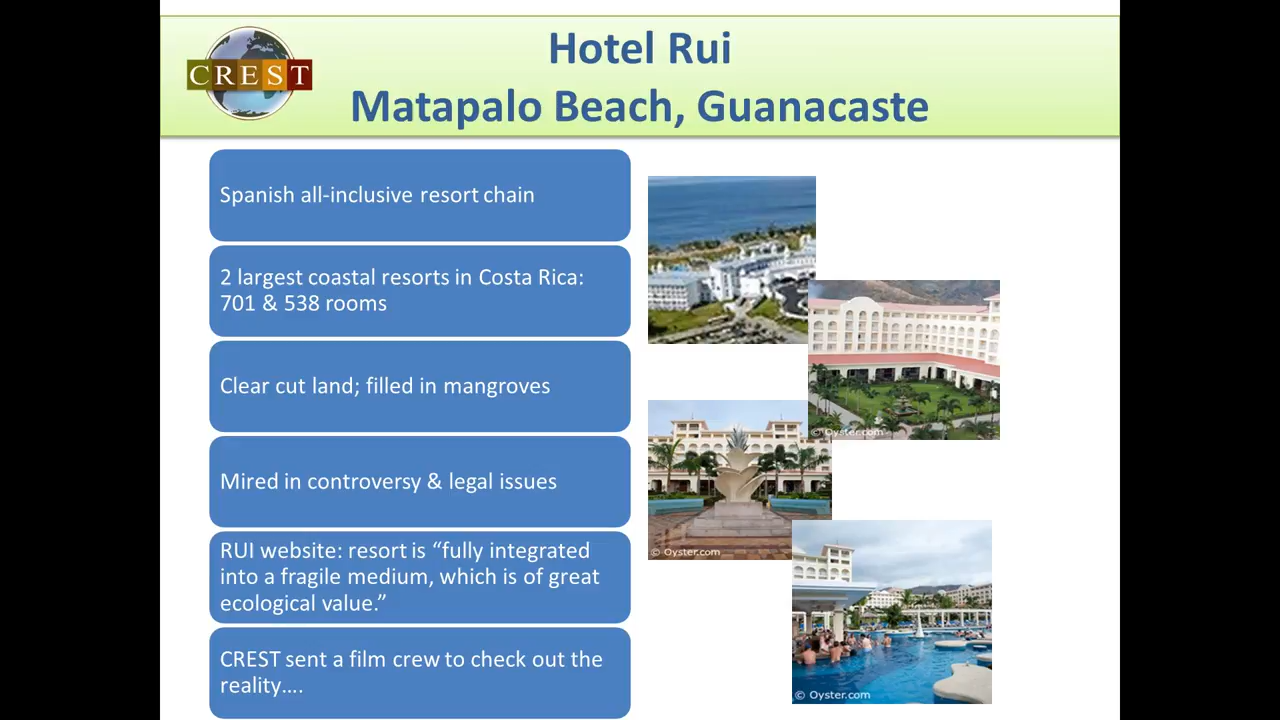 CREST
Hotel Rui
Matapalo Beach, Guanacaste
Spanish all-inclusive resort chain
2 largest coastal resorts in Costa Rica:
701 & 538 rooms
Clear cut land; filled in mangroves
Mired in controversy & legal issues
RUI website: resort is “fully integrated
into a fragile medium, which is of great
ecological value.”
CREST sent a film crew to check out the
reality….
© Oyster.com
© Oyster.com
© Oyster.com